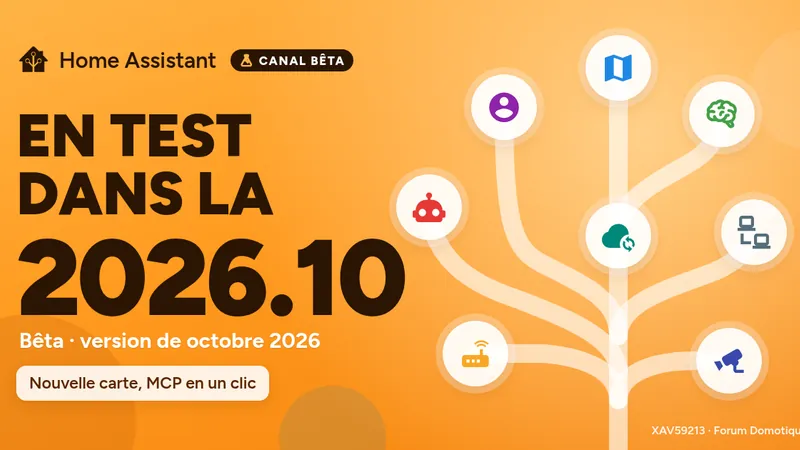 Home Assistant
CANAL BÊTA
EN TEST
DANS LA
2026.10
Bêta · version de octobre 2026
Nouvelle carte, MCP en un clic
XAV59213 · Forum Domotiqu